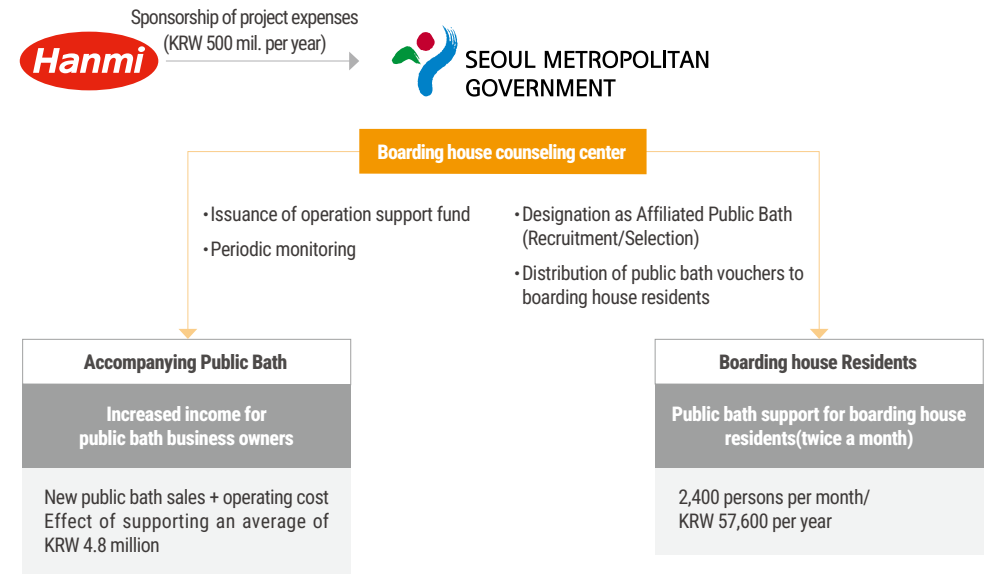 Sponsorship of project expenses
(KRW 500 mil. per year)
Hanmi
SEOUL METROPOLITAN
GOVERNMENT
Boarding house counseling center
・Issuance of operation support fund
・Periodic monitoring
・Designation as Affiliated Public Bath
(Recruitment/Selection)
・Distribution of public bath vouchers to
boarding house residents
Accompanying Public Bath
Increased income for
public bath business owners
New public bath sales + operating cost
Effect of supporting an average of
KRW 4.8 million
Boarding house Residents
Public bath support for boarding house
residents(twice a month)
2,400 persons per month/
KRW 57,600 per year